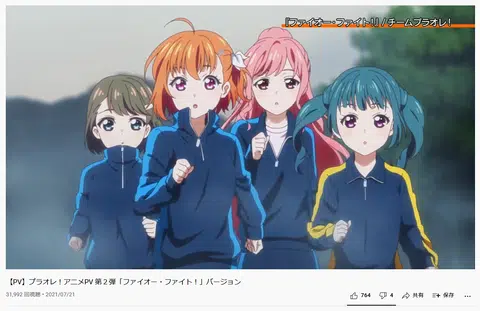 『ファイオー・ファイト！』/ チームプラオレ！
【PV】プラオレ！アニメPV 第２弾「ファイオー・ファイト！」バージョン
31,992 回視聴・2021/07/21
764
4
共有
保存
...